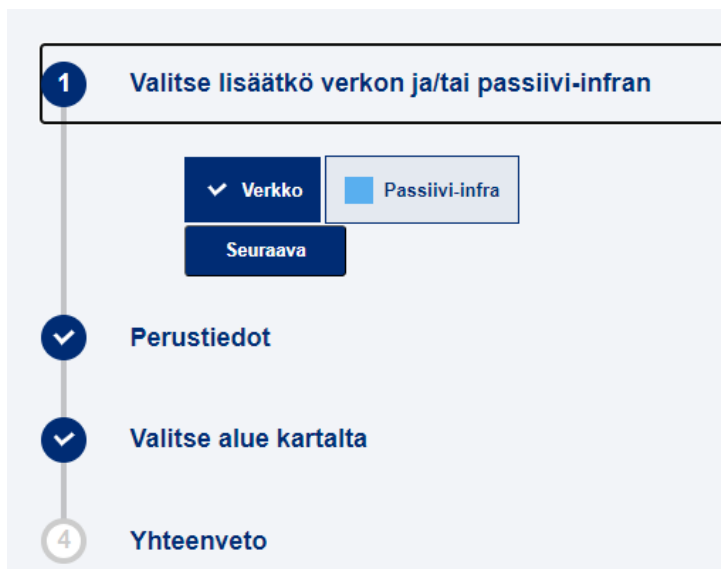 1 Valitse lisäätkö verkon ja/tai passiivi-infran
Verkko Passiivi-infra
Seuraava
Perustiedot
Valitse alue kartalta
4 Yhteenveto